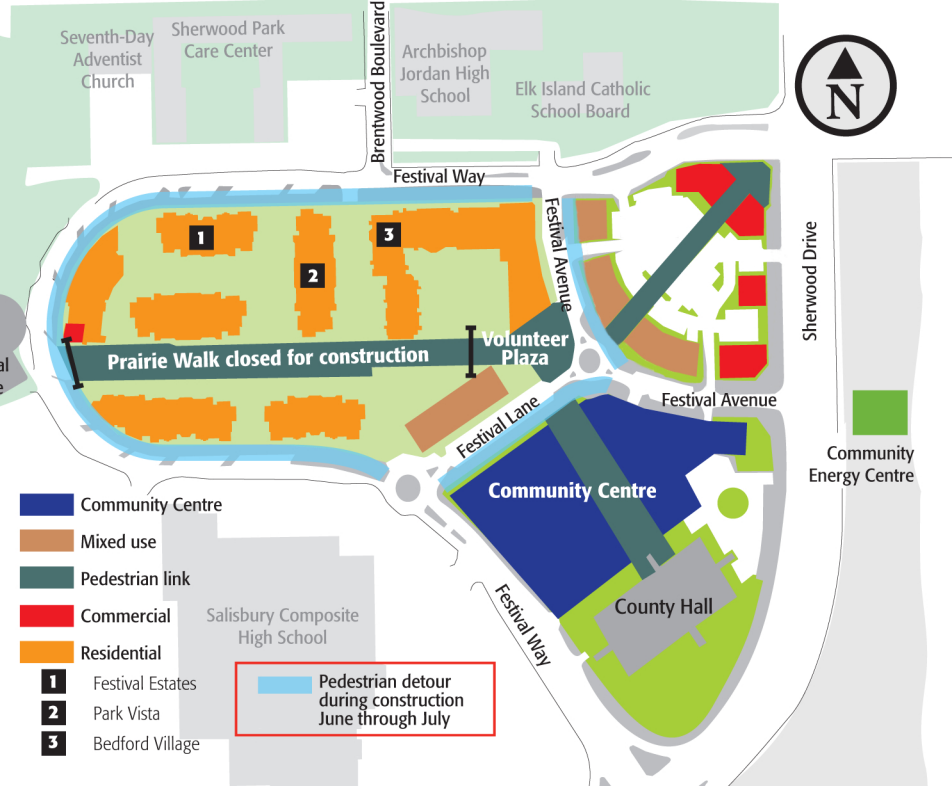 Seventh-Day
Adventist
Church
Sherwood Park
Care Center
Brentwood Boulevard
Archbishop
Jordan High
School
Elk Island Catholic
School Board
N
Festival Way
Festival Avenue
Sherwood Drive
1
2
3
Prairie Walk closed for construction
Volunteer
Plaza
al
e
Festival Lane
Festival Avenue
Community
Energy Centre
Community Centre
County Hall
Festival Way
Salisbury Composite
High School
Community Centre
Mixed use
Pedestrian link
Commercial
Residential
1 Festival Estates
2 Park Vista
3 Bedford Village
Pedestrian detour
during construction
June through July